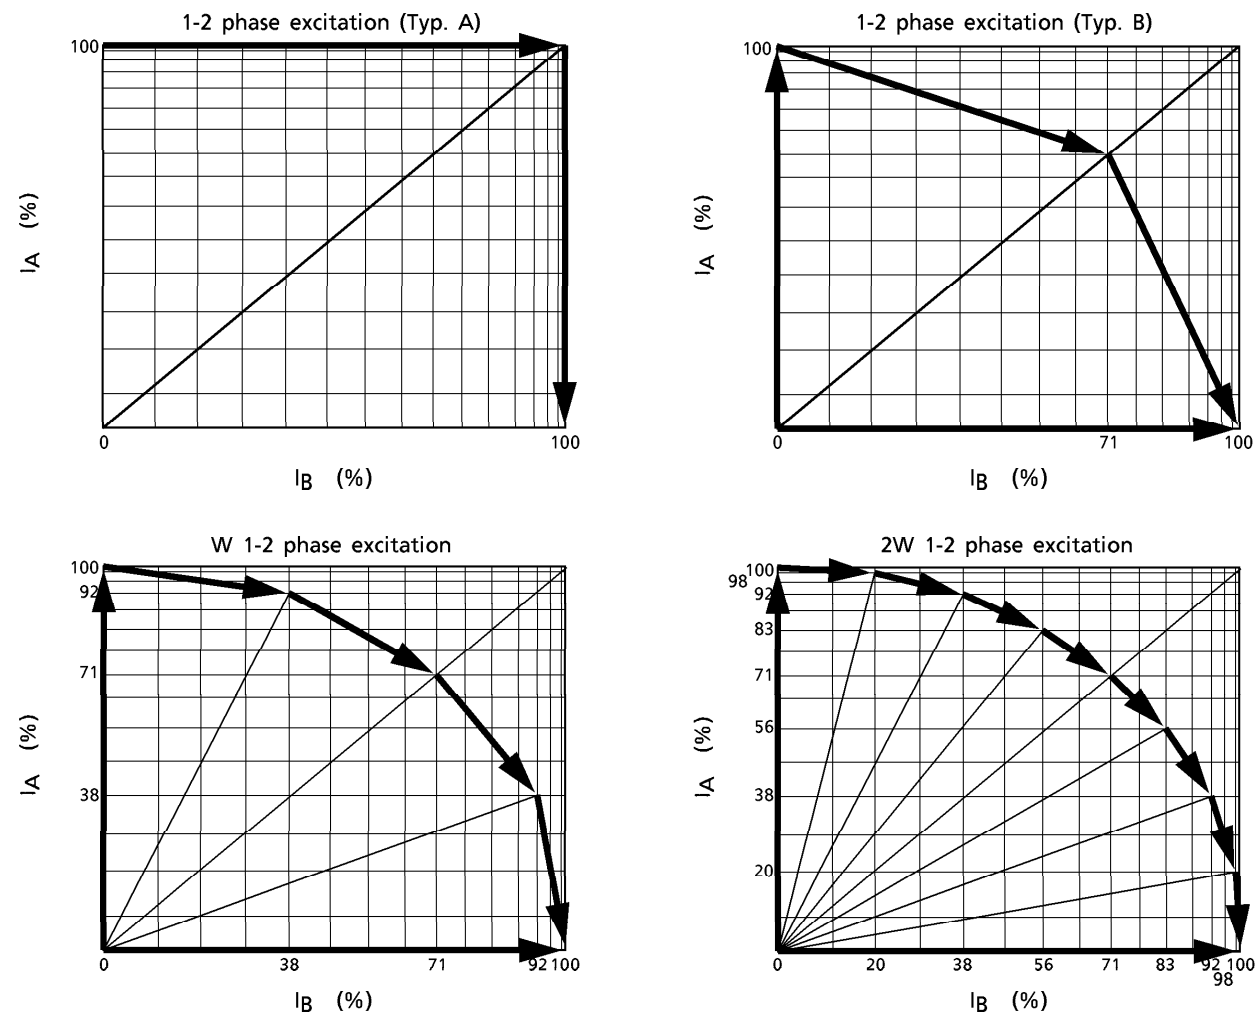 1-2 phase excitation (Typ. A)
100
IA (%)
0 100
IB (%)
1-2 phase excitation (Typ. B)
100
IA (%)
0 71 100
IB (%)
W 1-2 phase excitation
100
92
71
38
IA (%)
0 38 71 92 100
IB (%)
2W 1-2 phase excitation
100
98
92
83
71
56
38
20
IA (%)
0 20 38 56 71 83 92 100
98
IB (%)